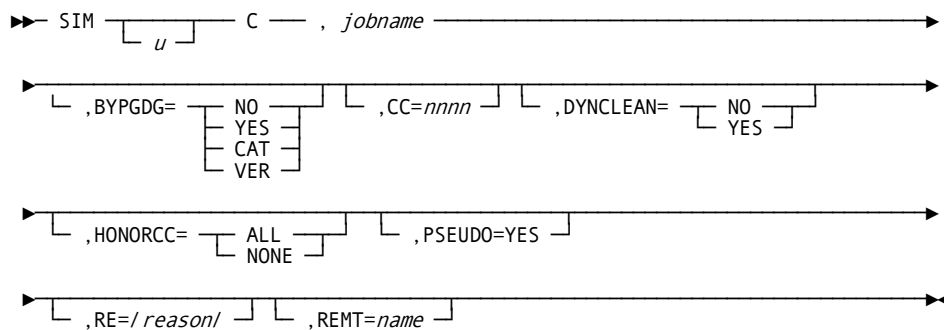 SIM C , jobname
u
,BYPGDG= NO ,CC=nnnn ,DYNCLEAN= NO
YES YES
CAT
VER
,HONORCC= ALL ,PSEUDO=YES
NONE
,RE=/reason/ ,REMT=name